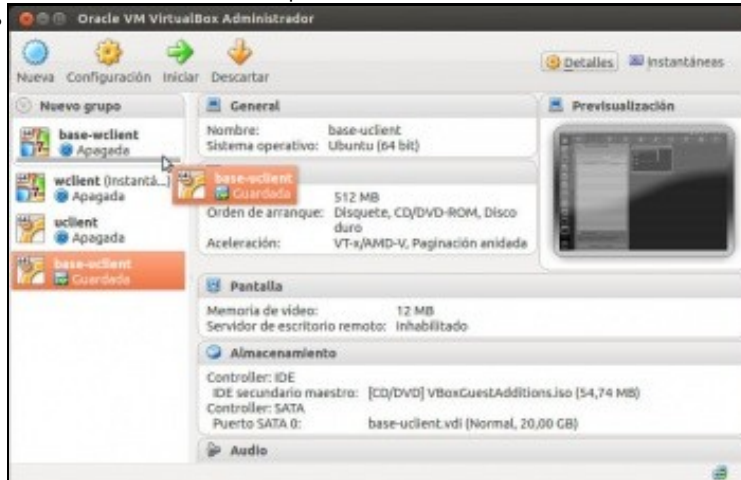 Oracle VM VirtualBox Administrador
Nueva Configuración Iniciar Descartar
Detalles Instantáneas
Nuevo grupo
base-wclient
Apagada
wclient (Instantá...)
Apagada
uclient
Apagada
base-uclient
Guardada
base-uclient
Guardada
General
Nombre: base-uclient
Sistema operativo: Ubuntu (64 bit)
512 MB
Orden de arranque: Disquete, CD/DVD-ROM, Disco
duro
Aceleración: VT-x/AMD-V, Paginación anidada
Previsualización
Pantalla
Memoria de vídeo: 12 MB
Servidor de escritorio remoto: Inhabilitado
Almacenamiento
Controller: IDE
IDE secundario maestro: [CD/DVD] VBoxGuestAdditions.iso (54,74 MB)
Controller: SATA
Puerto SATA 0: base-uclient.vdi (Normal, 20,00 GB)
Audio